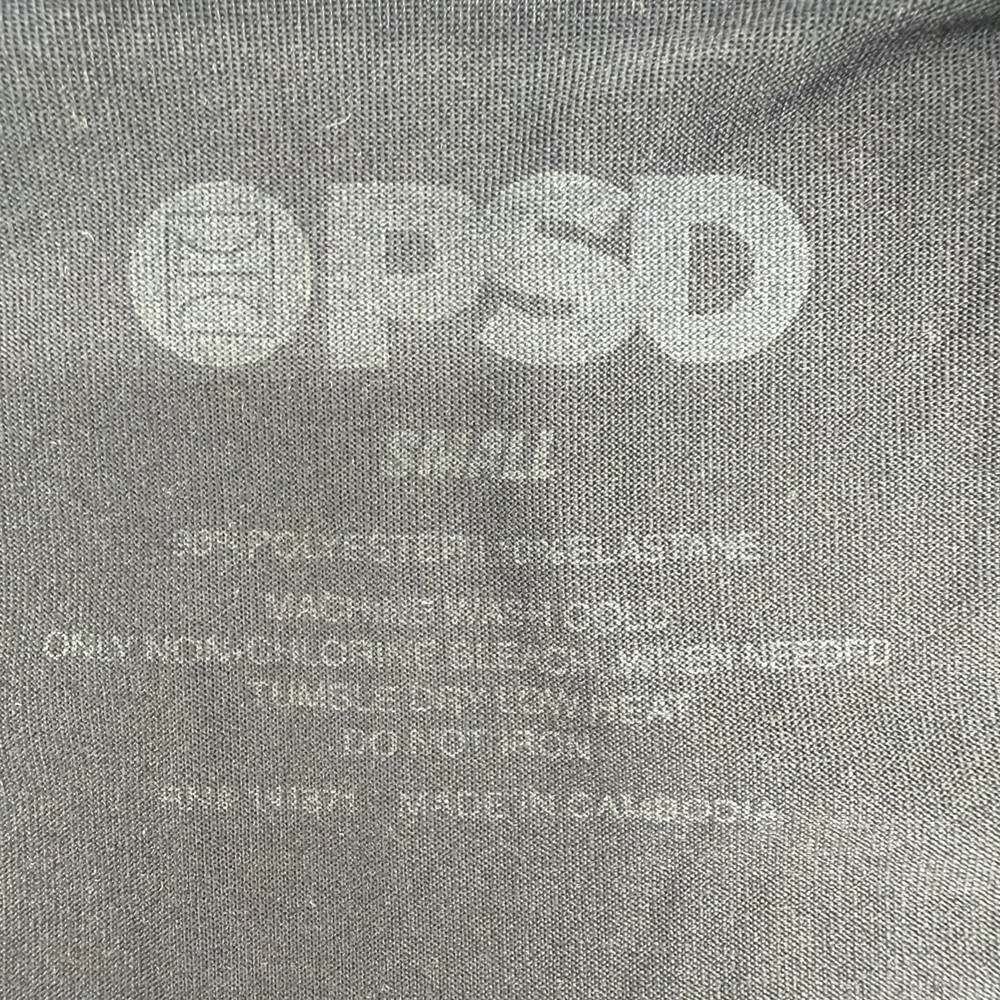 PSD
SMALL
POLYESTER ELASTANE
MACHINE WASH COLD
ONLY NON-CHLORINE BLEACH WHEN NEEDED
TUMBLE DRY LOW HEAT
DO NOT IRON
MADE IN CAMBODIA